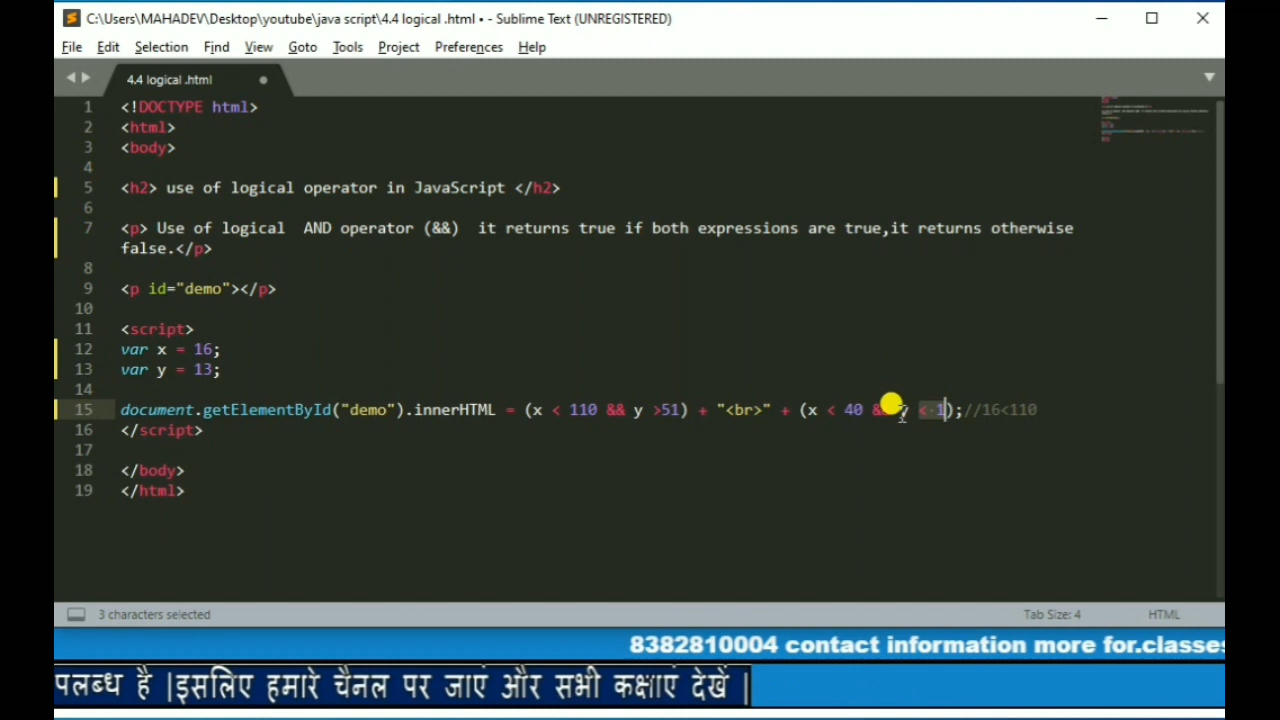 C:\Users\MAHADEV\Desktop\youtube\java script\4.4 logical .html • - Sublime Text (UNREGISTERED)
File Edit Selection Find View Goto Tools Project Preferences Help
4.4 logical .html
1 <!DOCTYPE html>
2 <html>
3 <body>
4
5 <h2> use of logical operator in JavaScript </h2>
6
7 <p> Use of logical  AND operator (&&)  it returns true if both expressions are true,it returns otherwise
false.</p>
8
9 <p id="demo"></p>
10
11 <script>
12 var x = 16;
13 var y = 13;
14
15 document.getElementById("demo").innerHTML = (x < 110 && y >51) + "<br>" + (x < 40 && y < 1);//16<110
16 </script>
17
18 </body>
19 </html>
3 characters selected Tab Size: 4 HTML
8382810004 contact information more for.classes
पलब्ध है |इसलिए हमारे चैनल पर जाएं और सभी कक्षाएं देखें |